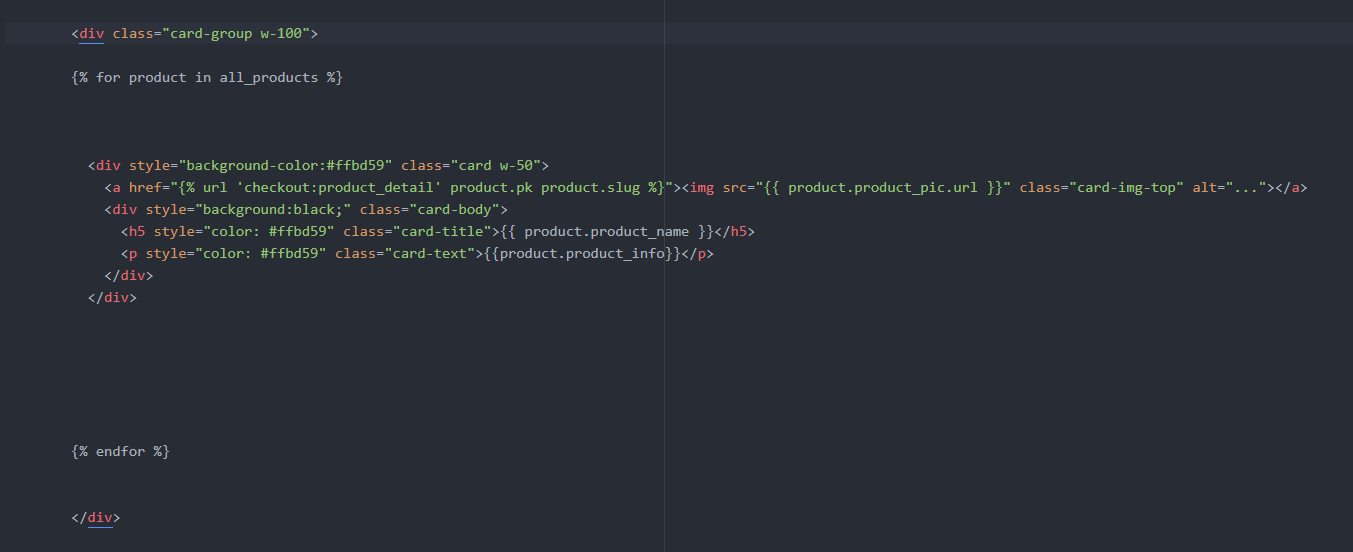 <div class="card-group w-100">
{% for product in all_products %}
<div style="background-color:#ffbd59" class="card w-50">
<a href="{% url 'checkout:product_detail' product.pk product.slug %}"><img src="{{ product.product_pic.url }}" class="card-img-top" alt="..."></a>
<div style="background:black;" class="card-body">
<h5 style="color: #ffbd59" class="card-title">{{ product.product_name }}</h5>
<p style="color: #ffbd59" class="card-text">{{product.product_info}}</p>
</div>
</div>
{% endfor %}
</div>